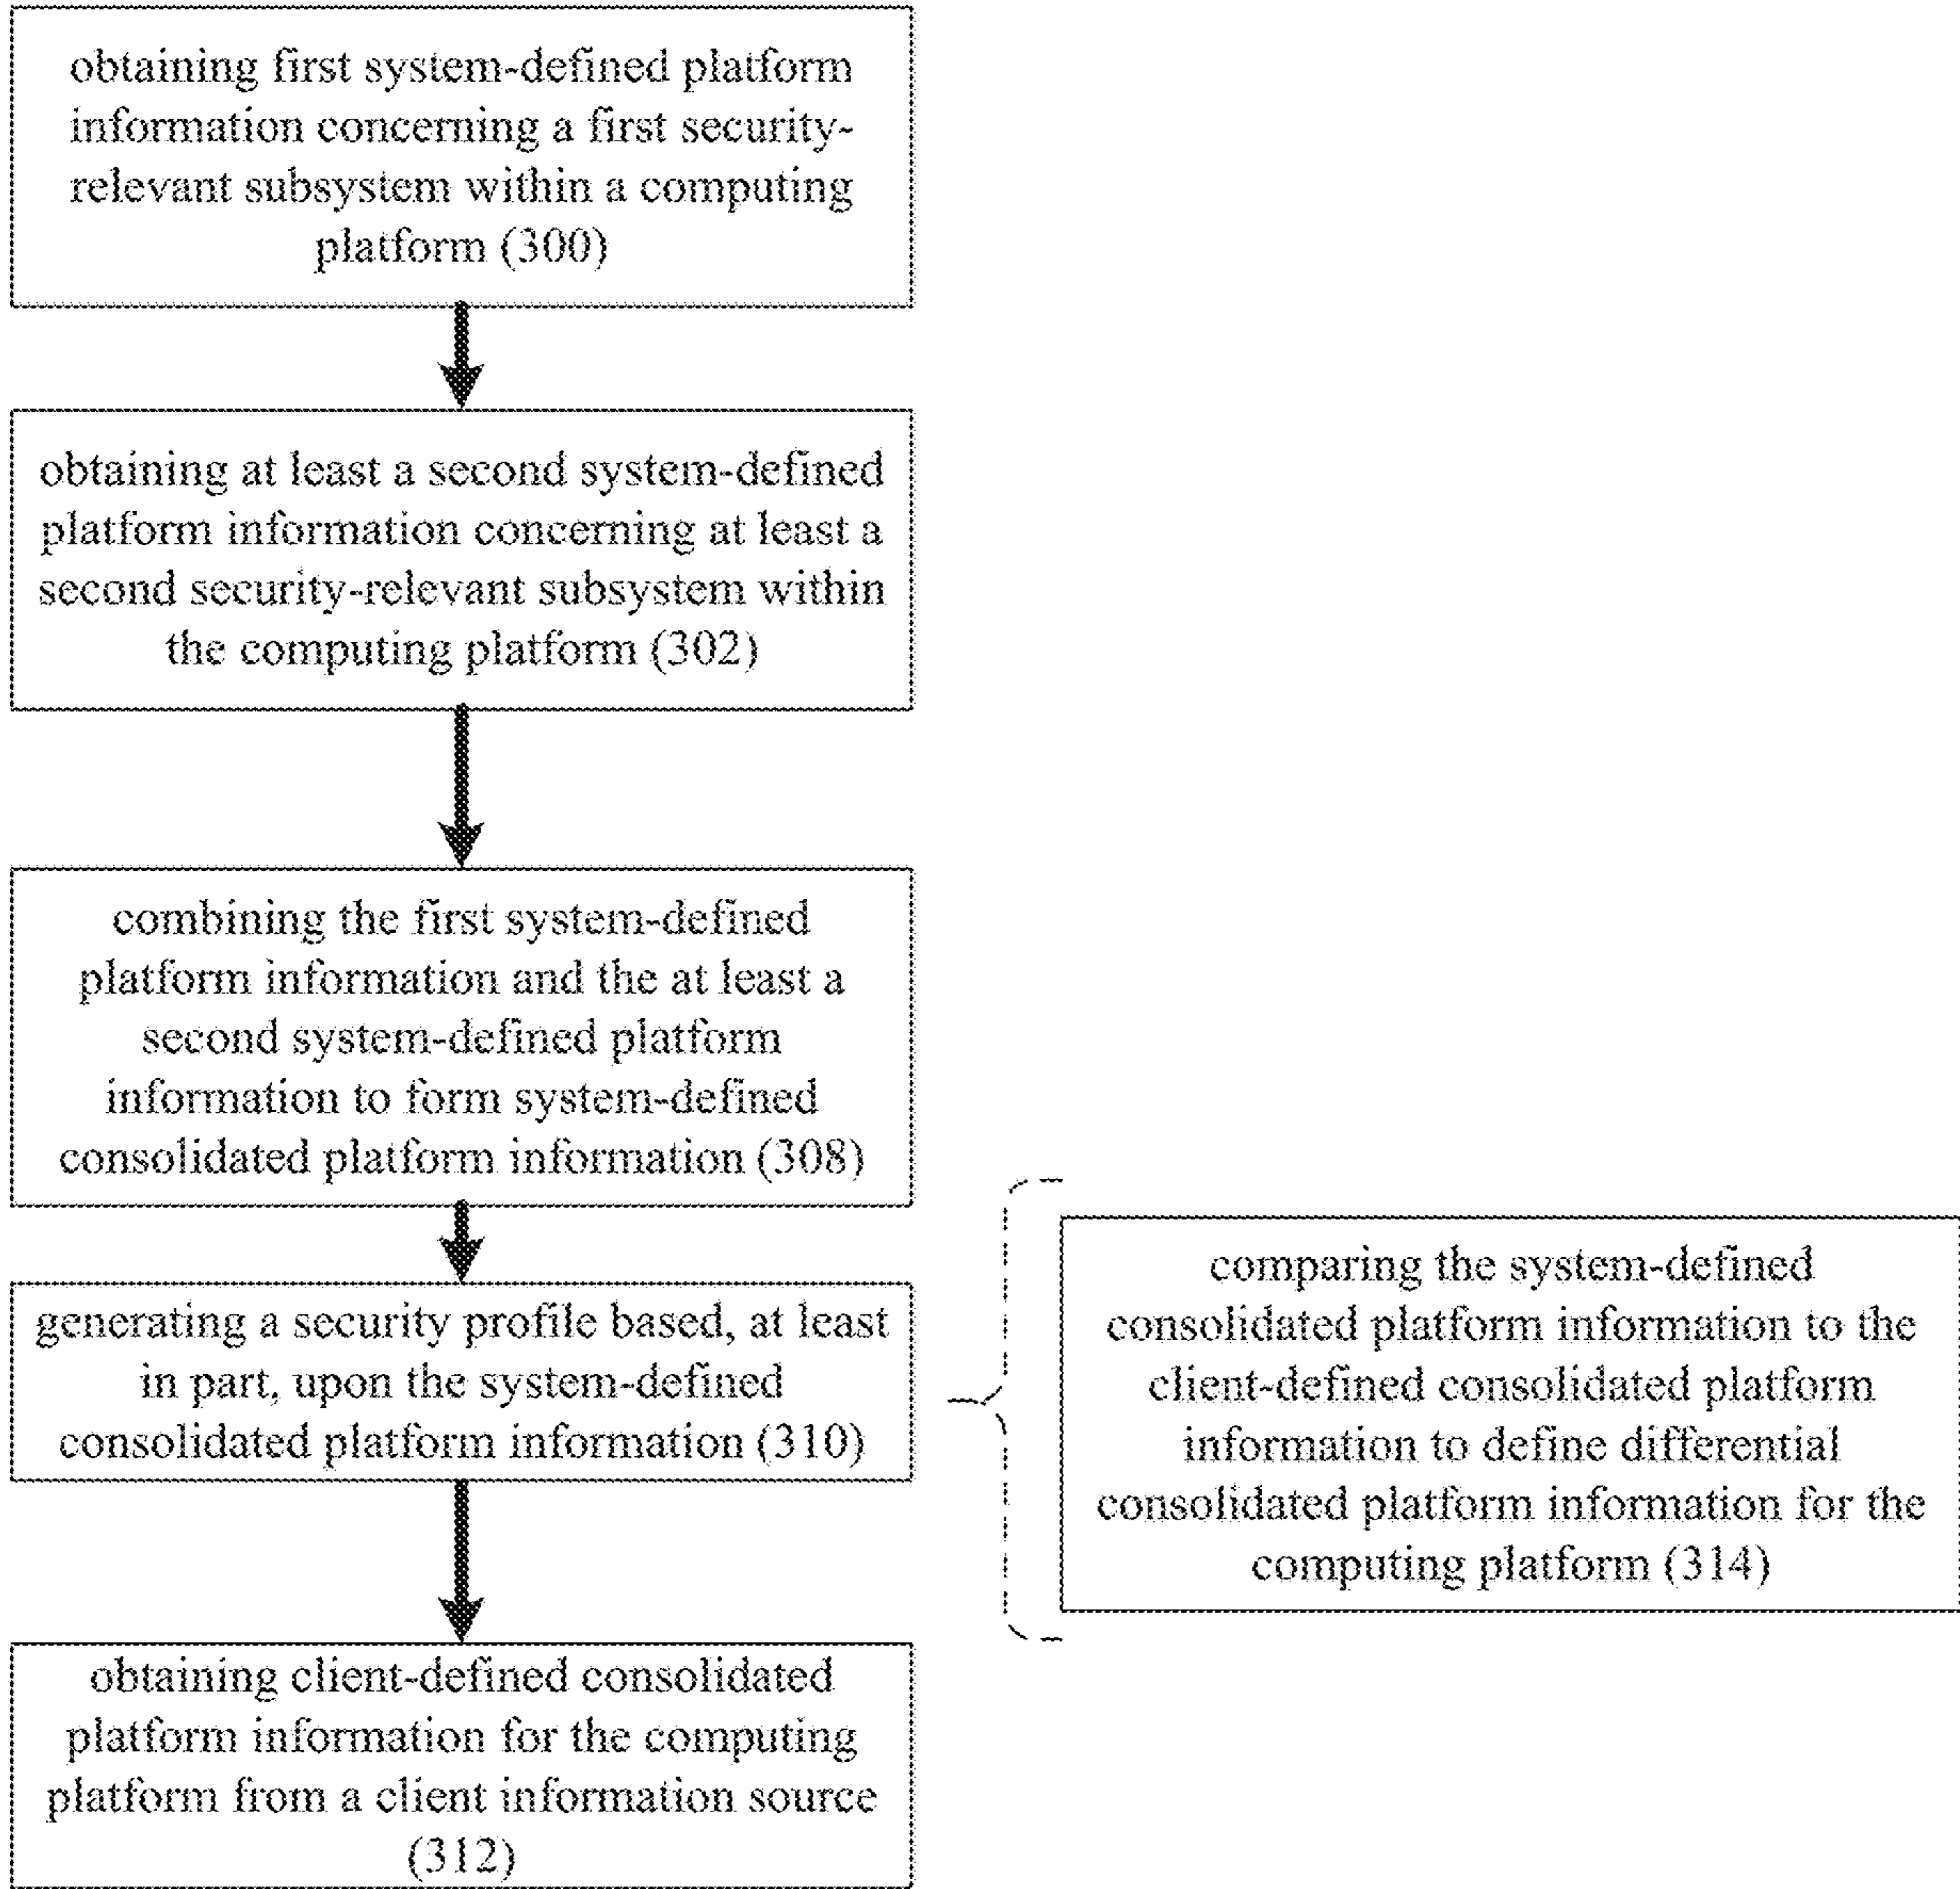 obtaining first system-defined platform
information concerning a first security-
relevant subsystem within a computing
platform (300)
obtaining at least a second system-defined
platform information concerning at least a
second security-relevant subsystem within
the computing platform (302)
combining the first system-defined
platform information and the at least a
second system-defined platform
information to form system-defined
consolidated platform information (308)
generating a security profile based, at least
in part, upon the system-defined
consolidated platform information (310)
comparing the system-defined
consolidated platform information to the
client-defined consolidated platform
information to define differential
consolidated platform information for the
computing platform (314)
obtaining client-defined consolidated
platform information for the computing
platform from a client information source
(312)